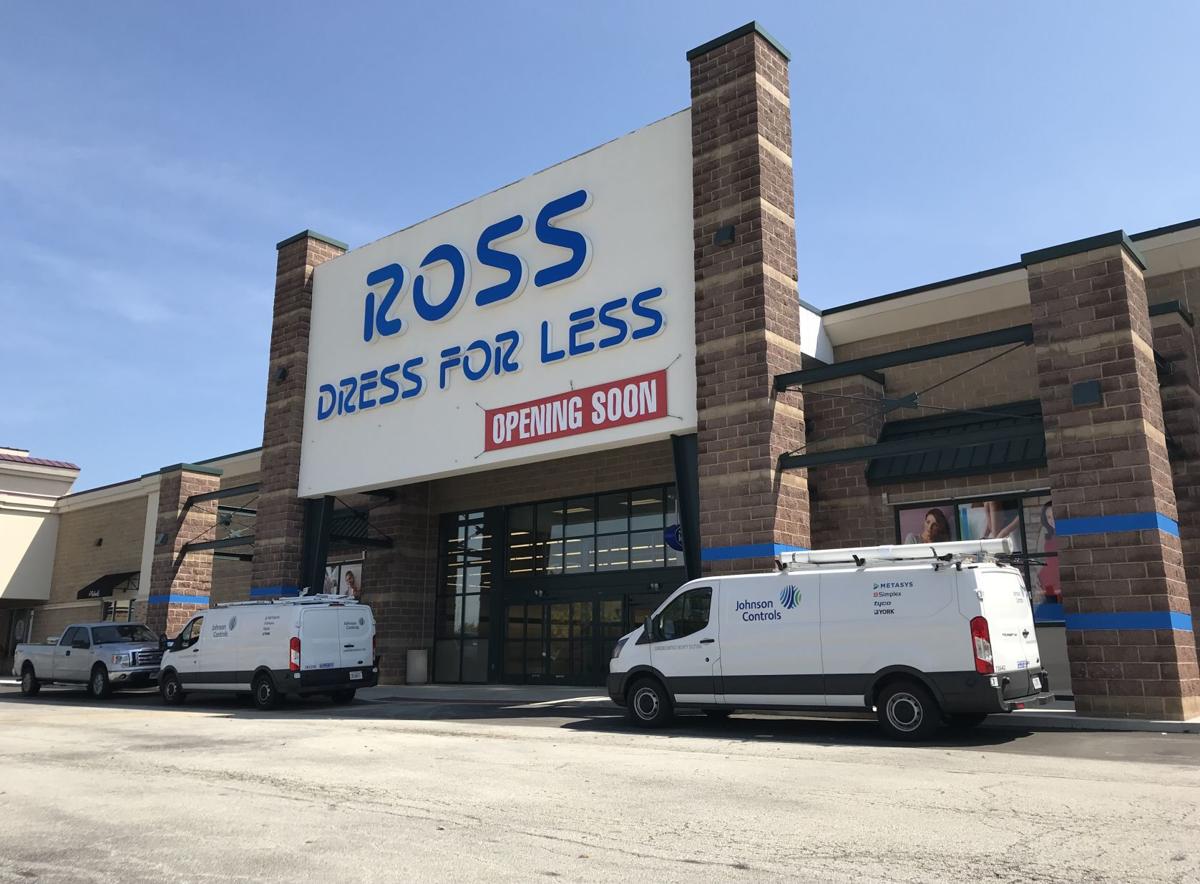 ROSS
DRESS FOR LESS
OPENING SOON
Johnson
Controls
Johnson
Controls
METASYS
Simplex
tyco
YORK